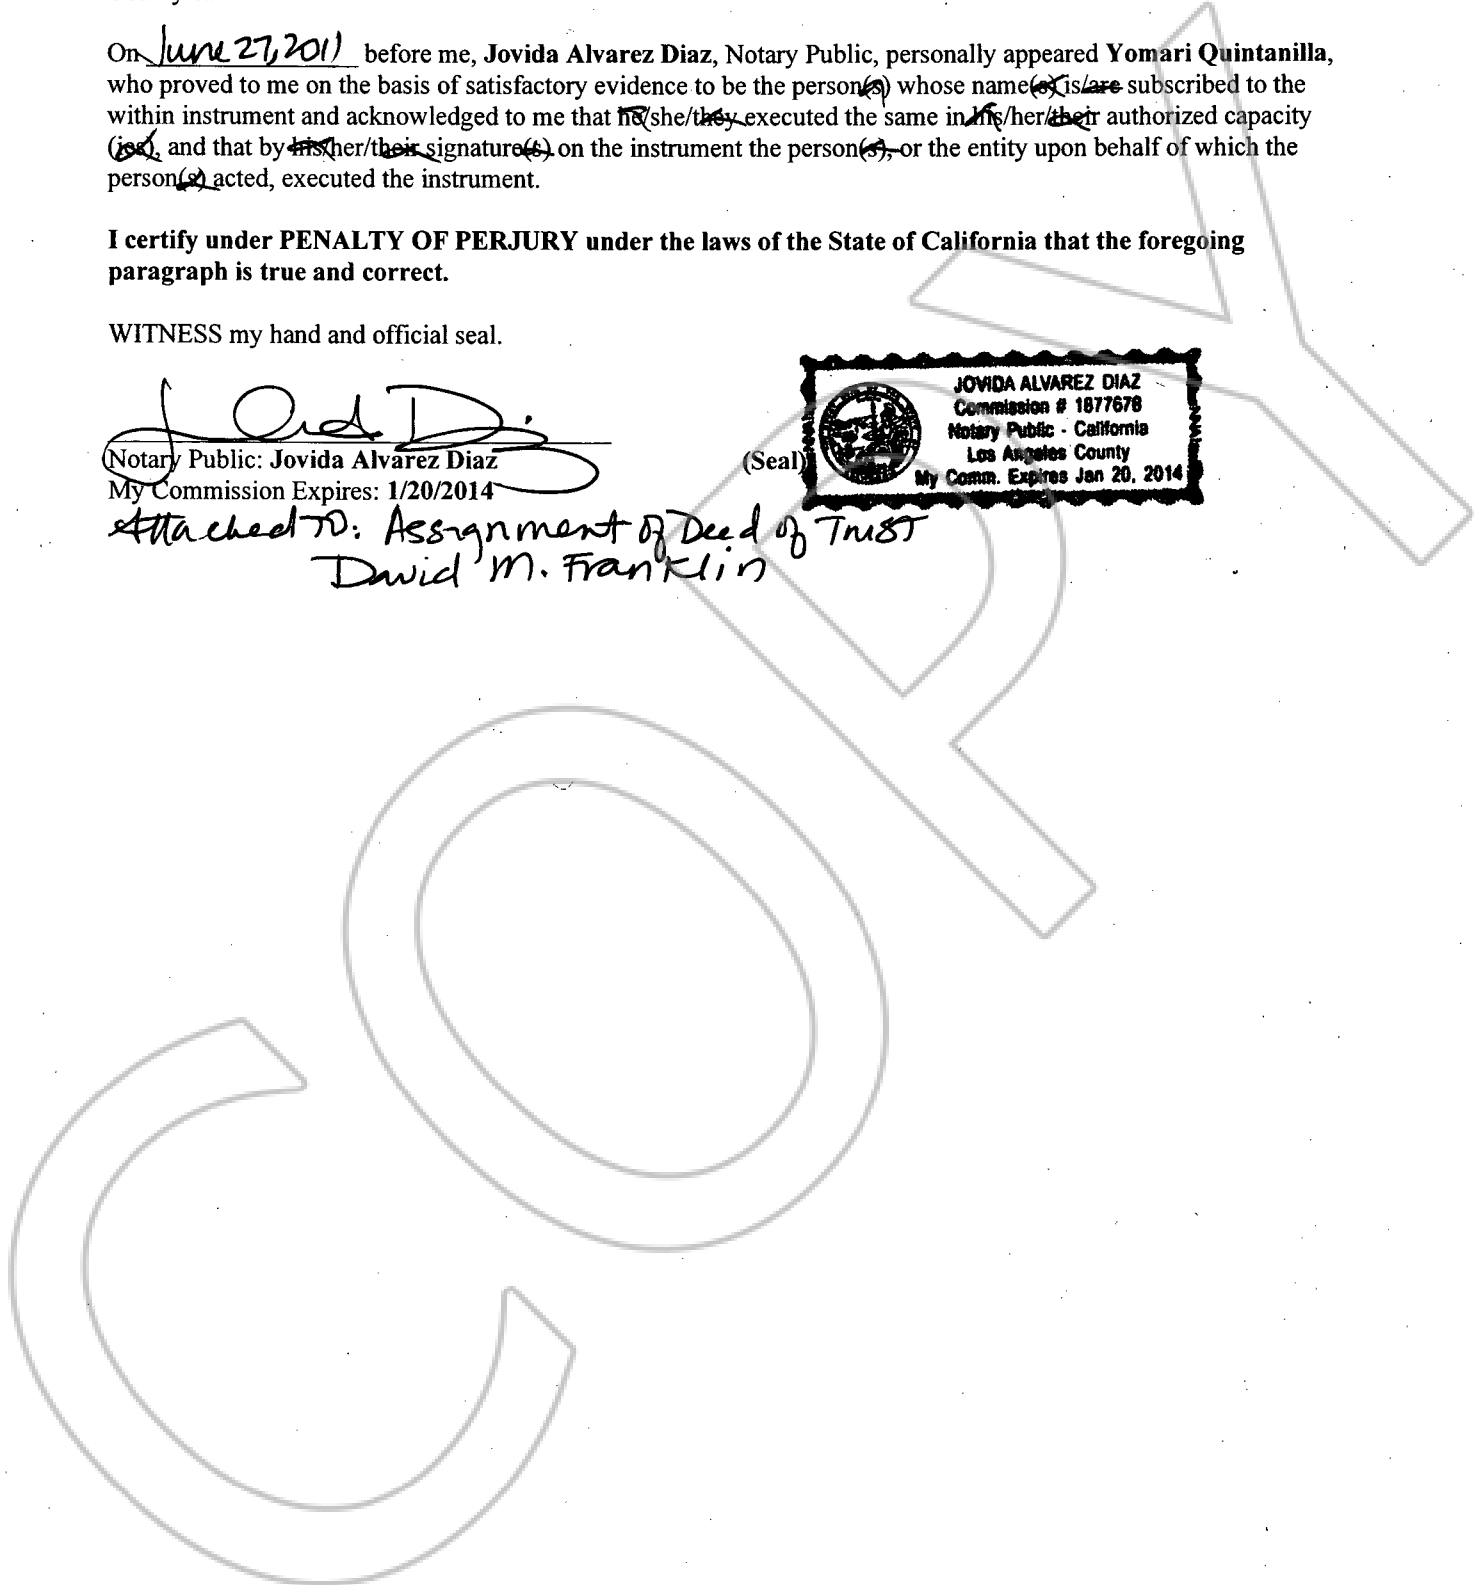 On June 27, 2011 before me, Jovida Alvarez Diaz, Notary Public, personally appeared Yomari Quintanilla,
who proved to me on the basis of satisfactory evidence to be the person(s) whose name(s) is/are subscribed to the
within instrument and acknowledged to me that he/she/they executed the same in his/her/their authorized capacity
(ies), and that by his/her/their signature(s) on the instrument the person(s), or the entity upon behalf of which the
person(s) acted, executed the instrument.
I certify under PENALTY OF PERJURY under the laws of the State of California that the foregoing
paragraph is true and correct.
WITNESS my hand and official seal.
JOVIDA ALVAREZ DIAZ
Commission # 1877678
Notary Public - California
Los Angeles County
My Comm. Expires Jan 20, 2014
Notary Public: Jovida Alvarez Diaz (Seal)
My Commission Expires: 1/20/2014
Attached TO: Assignment of Deed of Trust
David M. Franklin
COPY